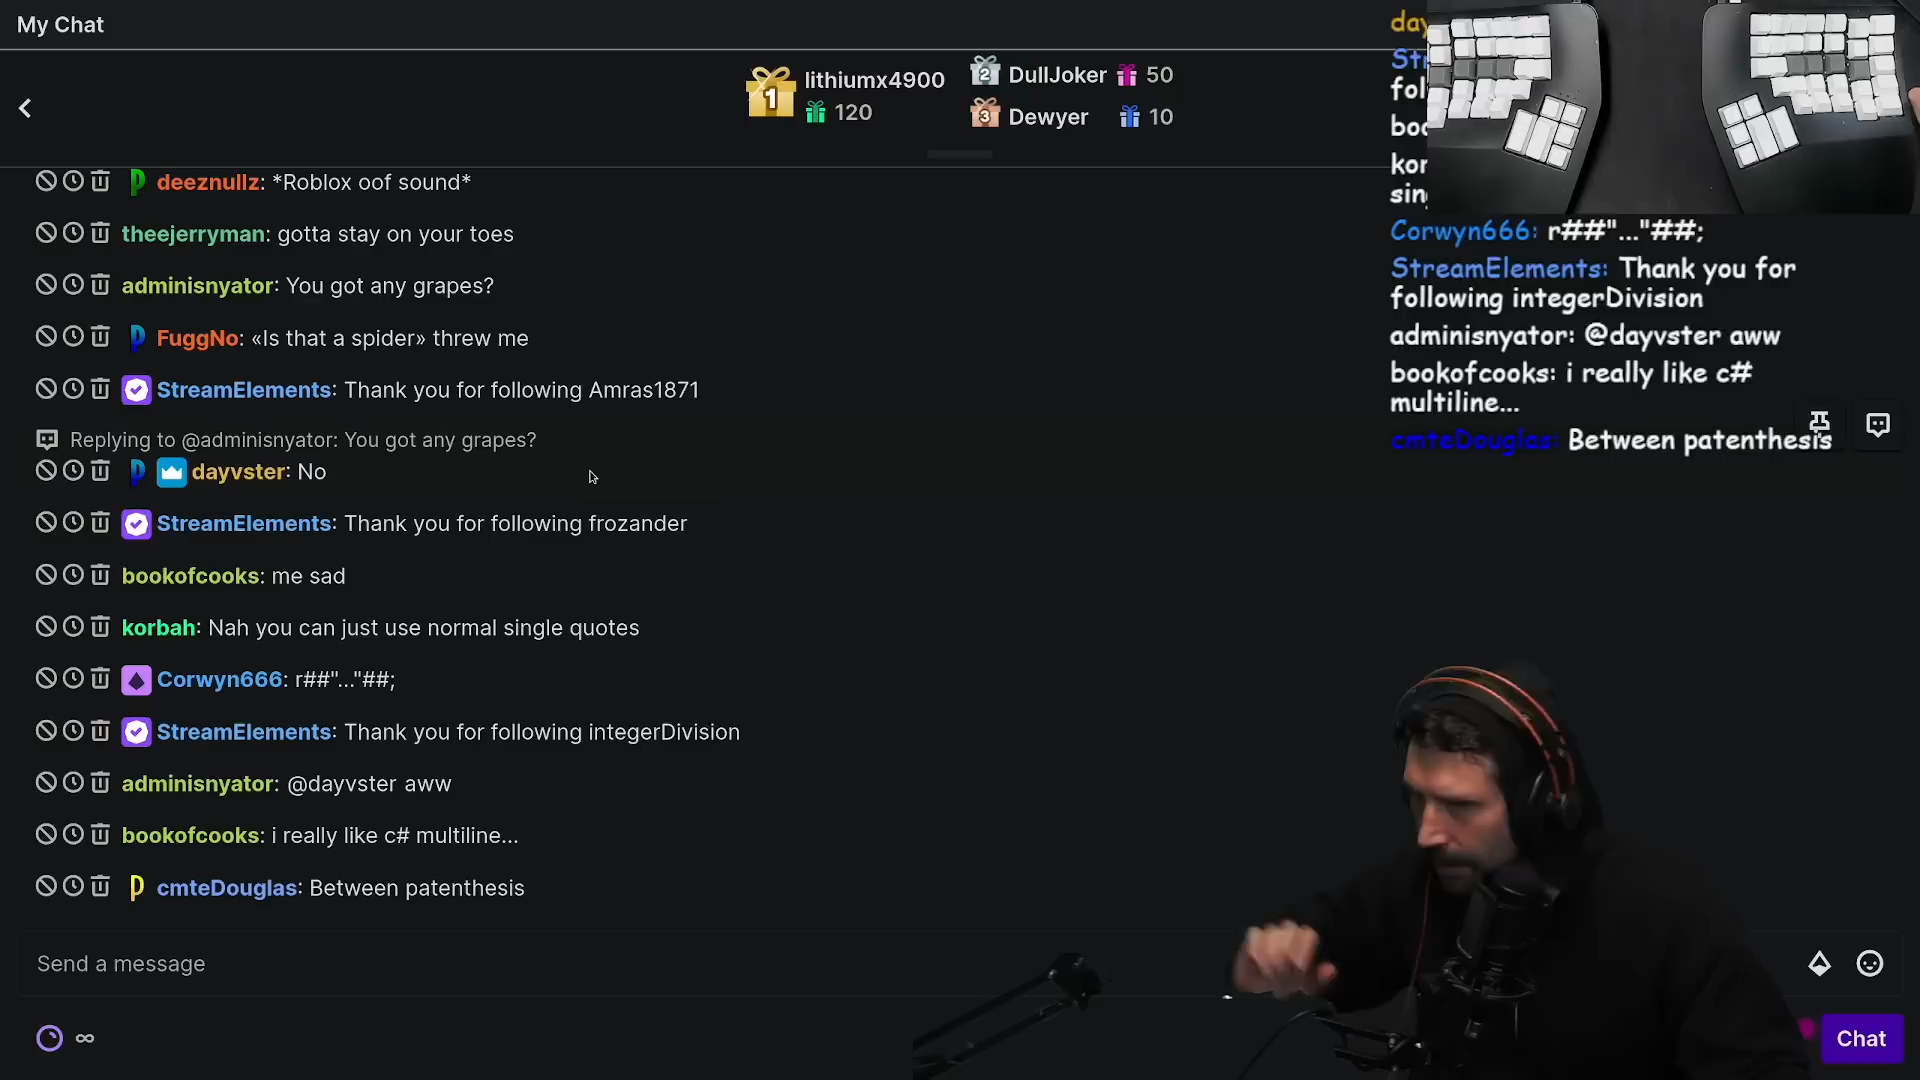 My Chat
1 lithiumx4900
120
2 DullJoker 50
3 Dewyer 10
deeznullz: *Roblox oof sound*
theejerryman: gotta stay on your toes
adminisnyator: You got any grapes?
FuggNo: «Is that a spider» threw me
StreamElements: Thank you for following Amras1871
Replying to @adminisnyator: You got any grapes?
dayvster: No
StreamElements: Thank you for following frozander
bookofcooks: me sad
korbah: Nah you can just use normal single quotes
Corwyn666: r##"..."##;
StreamElements: Thank you for following integerDivision
adminisnyator: @dayvster aww
bookofcooks: i really like c# multiline...
cmteDouglas: Between patenthesis
Send a message
∞
Chat
Corwyn666: r##"..."##;
StreamElements: Thank you for
following integerDivision
adminisnyator: @dayvster aww
bookofcooks: i really like c#
multiline...
cmteDouglas: Between patenthesis